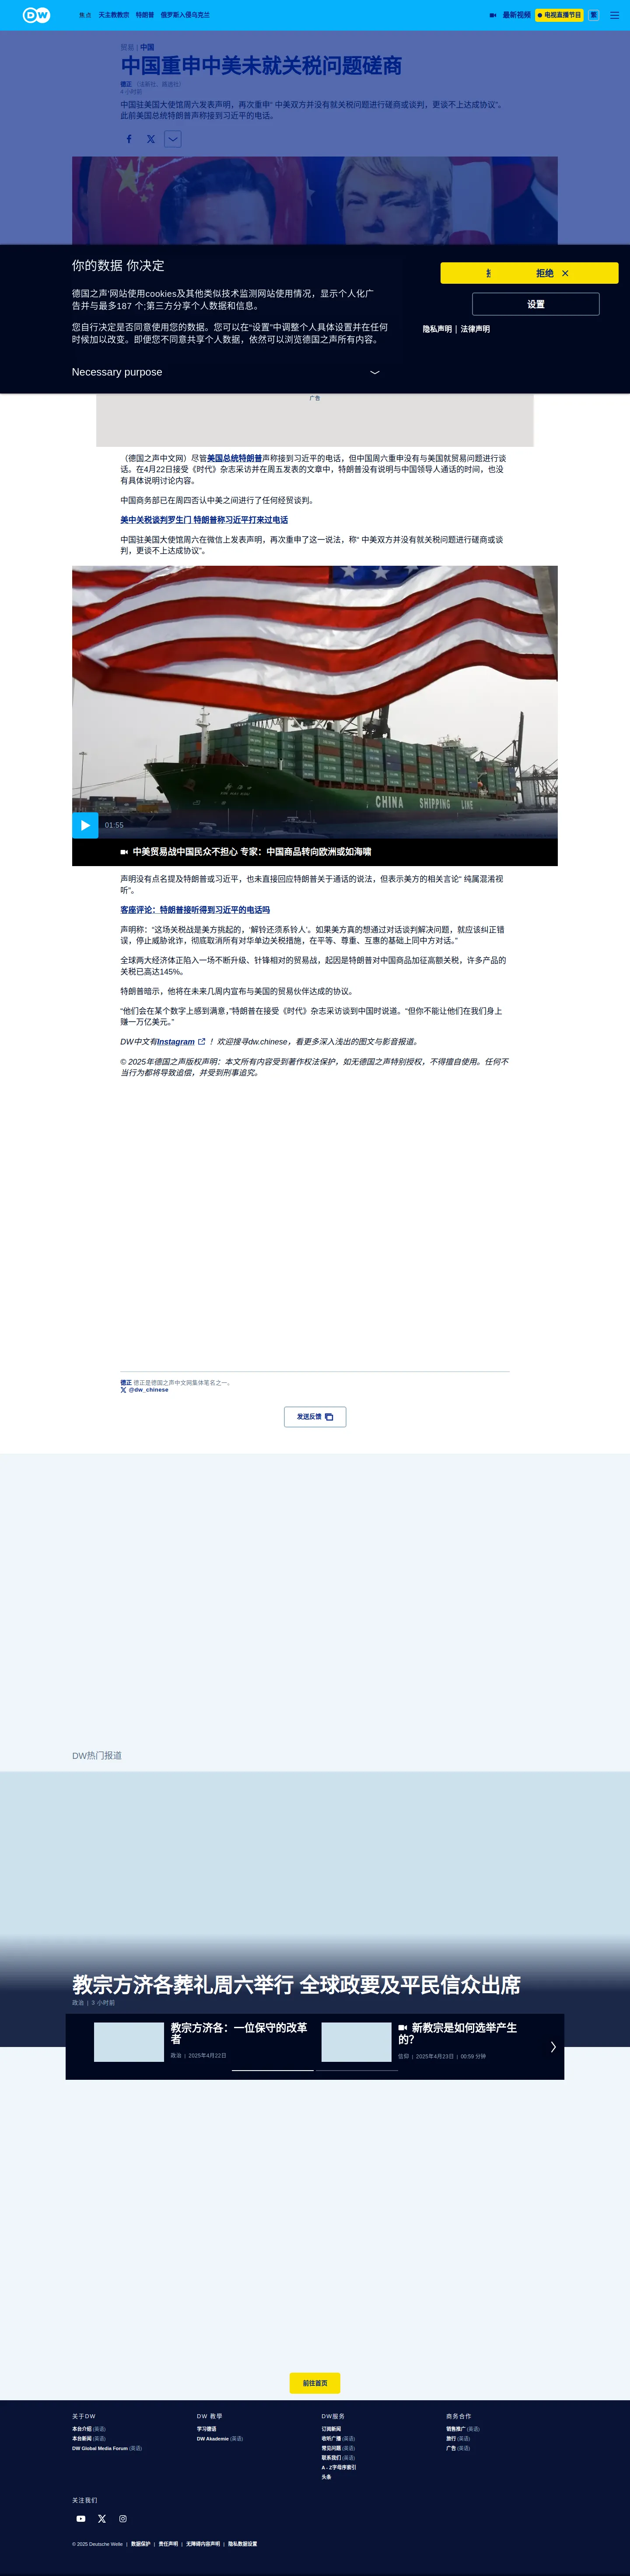 DW
焦点 天主教教宗 特朗普 俄罗斯入侵乌克兰
最新视频 电视直播节目 繁
贸易 | 中国
中国重申中美未就关税问题磋商
德正 （法新社、路透社）
4 小时前
中国驻美国大使馆周六发表声明，再次重申“ 中美双方并没有就关税问题进行磋商或谈判，更谈不上达成协议”。
此前美国总统特朗普声称接到习近平的电话。
你的数据 你决定
德国之声'网站使用cookies及其他类似技术监测网站使用情况，显示个人化广
告并与最多187 个;第三方分享个人数据和信息。
您自行决定是否同意使用您的数据。您可以在“设置”中调整个人具体设置并在任何
时候加以改变。即便您不同意共享个人数据，依然可以浏览德国之声所有内容。
Necessary purpose
拒绝
设置
隐私声明 | 法律声明
广告
（德国之声中文网）尽管美国总统特朗普声称接到习近平的电话，但中国周六重申没有与美国就贸易问题进行谈
话。在4月22日接受《时代》杂志采访并在周五发表的文章中，特朗普没有说明与中国领导人通话的时间，也没
有具体说明讨论内容。
中国商务部已在周四否认中美之间进行了任何经贸谈判。
美中关税谈判罗生门 特朗普称习近平打来过电话
中国驻美国大使馆周六在微信上发表声明，再次重申了这一说法，称“ 中美双方并没有就关税问题进行磋商或谈
判，更谈不上达成协议”。
CHINA SHIPPING LINE
01:55
中美贸易战中国民众不担心 专家：中国商品转向欧洲或如海啸
声明没有点名提及特朗普或习近平，也未直接回应特朗普关于通话的说法，但表示美方的相关言论“ 纯属混淆视
听”。
客座评论：特朗普接听得到习近平的电话吗
声明称：“这场关税战是美方挑起的，‘解铃还须系铃人’。如果美方真的想通过对话谈判解决问题，就应该纠正错
误，停止威胁讹诈，彻底取消所有对华单边关税措施，在平等、尊重、互惠的基础上同中方对话。”
全球两大经济体正陷入一场不断升级、针锋相对的贸易战，起因是特朗普对中国商品加征高额关税，许多产品的
关税已高达145%。
特朗普暗示，他将在未来几周内宣布与美国的贸易伙伴达成的协议。
“他们会在某个数字上感到满意，”特朗普在接受《时代》杂志采访谈到中国时说道。“但你不能让他们在我们身上
赚一万亿美元。”
DW中文有Instagram ！欢迎搜寻dw.chinese，看更多深入浅出的图文与影音报道。
© 2025年德国之声版权声明：本文所有内容受到著作权法保护，如无德国之声特别授权，不得擅自使用。任何不
当行为都将导致追偿，并受到刑事追究。
德正 德正是德国之声中文网集体笔名之一。
@dw_chinese
发送反馈
DW热门报道
教宗方济各葬礼周六举行 全球政要及平民信众出席
政治 | 3 小时前
教宗方济各：一位保守的改革
者
政治 | 2025年4月22日
新教宗是如何选举产生
的？
信仰 | 2025年4月23日 | 00:59 分钟
前往首页
关于DW
本台介绍 (英语)
本台新闻 (英语)
DW Global Media Forum (英语)
DW 教學
学习德语
DW Akademie (英语)
DW服务
订阅新闻
收听广播 (英语)
常见问题 (英语)
联系我们 (英语)
A - Z字母序索引
头条
商务合作
销售推广 (英语)
旅行 (英语)
广告 (英语)
关注我们
© 2025 Deutsche Welle | 数据保护 | 责任声明 | 无障碍内容声明 | 隐私数据设置